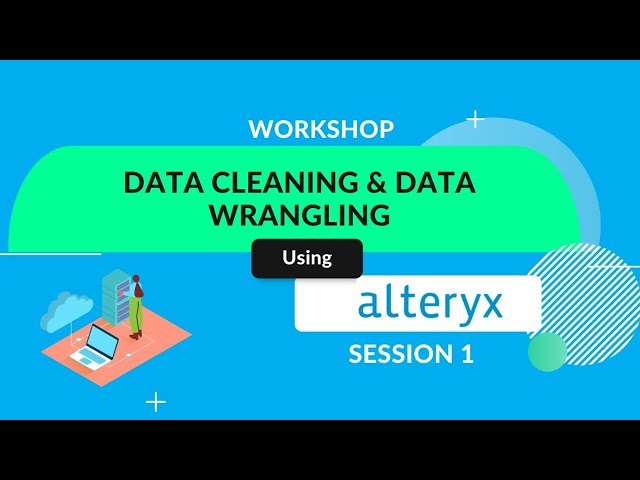 WORKSHOP
DATA CLEANING & DATA
WRANGLING
Using
alteryx
SESSION 1